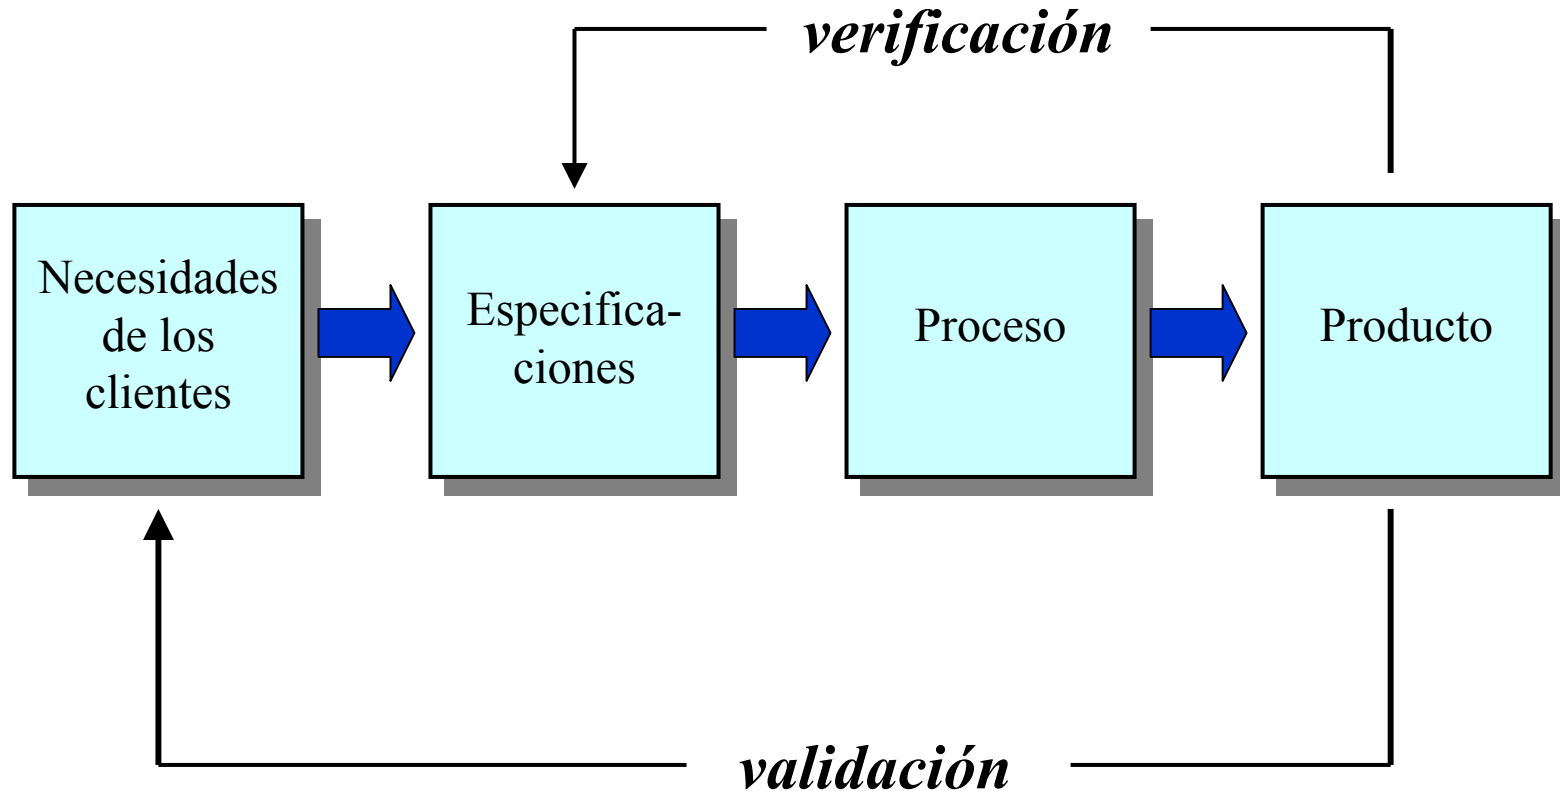 verificación
Necesidades
de los
clientes
Especifica-
ciones
Proceso
Producto
validación